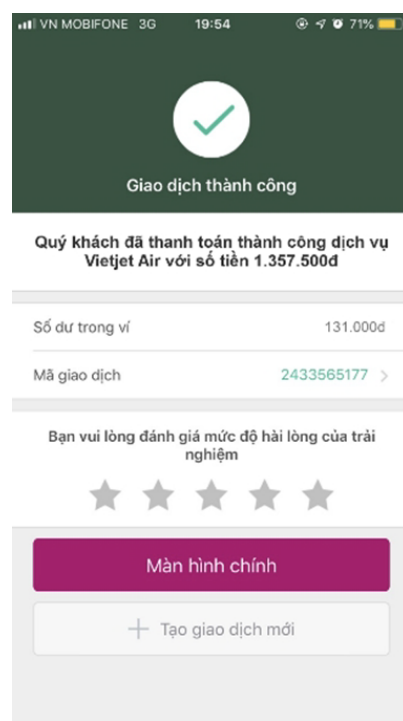 VN MOBIFONE 3G 19:54 71%
Giao dịch thành công
Quý khách đã thanh toán thành công dịch vụ
Vietjet Air với số tiền 1.357.500đ
Số dư trong ví 131.000đ
Mã giao dịch 2433565177
Bạn vui lòng đánh giá mức độ hài lòng của trải
nghiệm
Màn hình chính
Tạo giao dịch mới